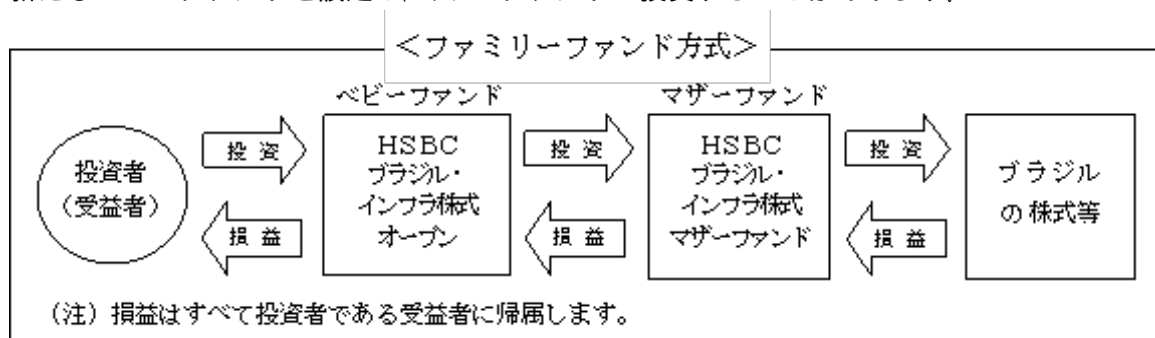 ＜ファミリーファンド方式＞
ベビーファンド
マザーファンド
投資者
（受益者）
投 資
損 益
HSBC
ブラジル・
インフラ株式
オープン
投 資
損 益
HSBC
ブラジル・
インフラ株式
マザーファンド
投 資
損 益
ブラジル
の株式等
（注）損益はすべて投資者である受益者に帰属します。